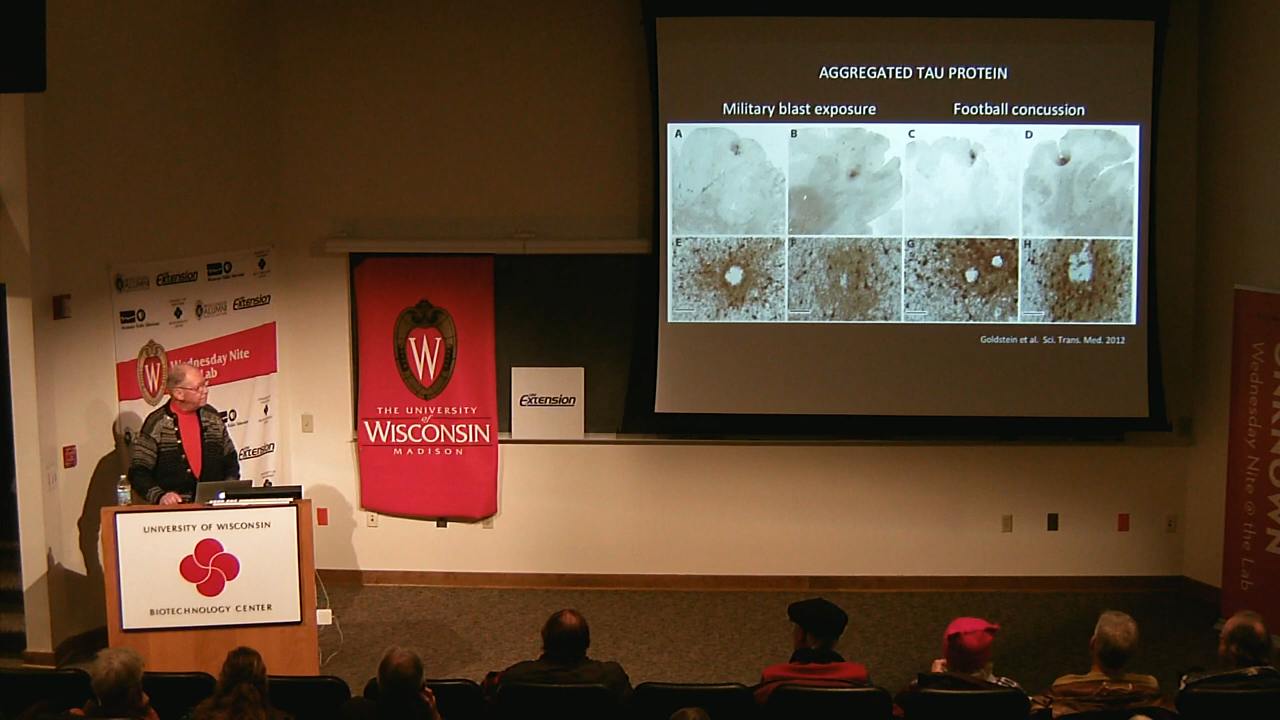 AGGREGATED TAU PROTEIN
Military blast exposure
Football concussion
A
B
C
D
E
F
G
H
Goldstein et al. Sci. Trans. Med. 2012
Extension
ALUMNI
Extension
Wednesday Nite
Lab
Extension
W
W
THE UNIVERSITY
of
WISCONSIN
MADISON
Extension
UNIVERSITY OF WISCONSIN
BIOTECHNOLOGY CENTER
Wednesday Nite @ the Lab